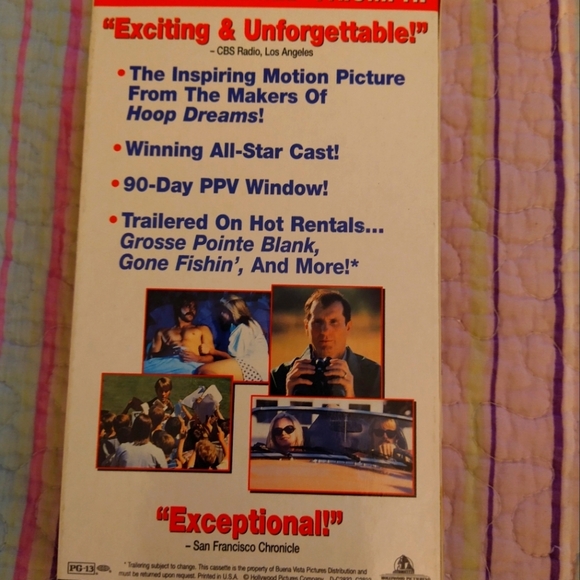 "Exciting & Unforgettable!"
– CBS Radio, Los Angeles
• The Inspiring Motion Picture
From The Makers Of
Hoop Dreams!
• Winning All-Star Cast!
• 90-Day PPV Window!
• Trailered On Hot Rentals...
Grosse Pointe Blank,
Gone Fishin', And More!*
"Exceptional!"
– San Francisco Chronicle
* Trailering subject to change. This cassette is the property of Buena Vista Pictures Distribution and
PG-13 must be returned upon request. Printed in U.S.A. © Hollywood Pictures Company